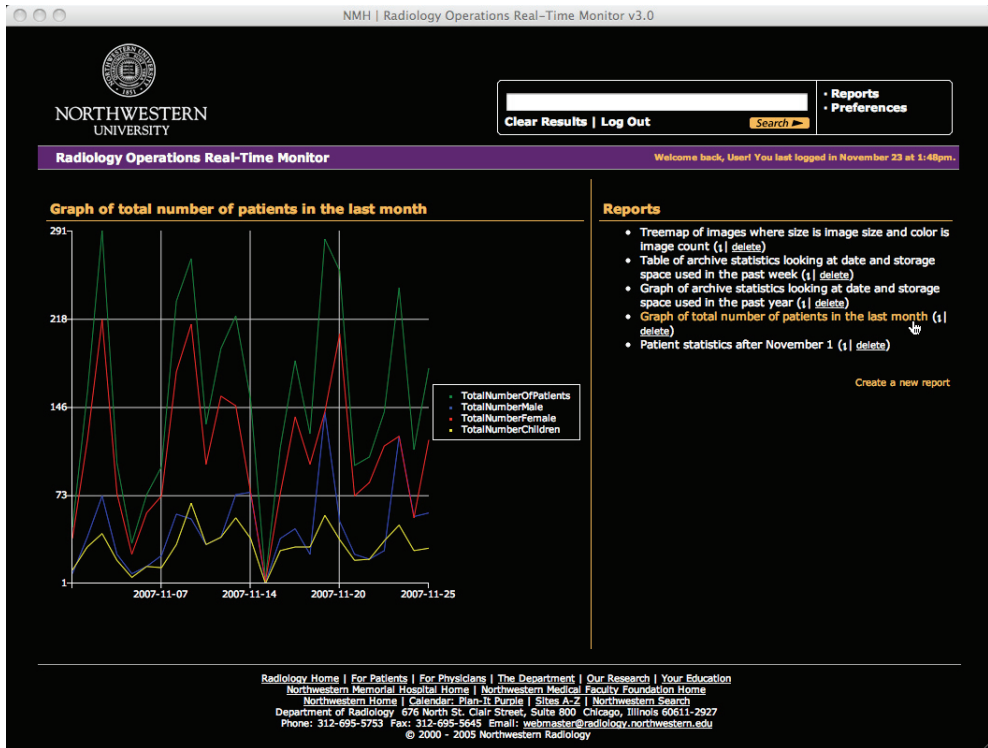 NMH | Radiology Operations Real-Time Monitor v3.0
NORTHWESTERN
UNIVERSITY
Clear Results | Log Out
Search
· Reports
· Preferences
Radiology Operations Real-Time Monitor
Welcome back, User! You last logged in November 23 at 1:48pm.
Graph of total number of patients in the last month
291
218
146
73
1
2007-11-07
2007-11-14
2007-11-20
2007-11-25
TotalNumberOfPatients
TotalNumberMale
TotalNumberFemale
TotalNumberChildren
Reports
• Treemap of images where size is image size and color is
image count (1| delete)
• Table of archive statistics looking at date and storage
space used in the past week (1| delete)
• Graph of archive statistics looking at date and storage
space used in the past year (1| delete)
• Graph of total number of patients in the last month (1|
delete)
• Patient statistics after November 1 (1| delete)
Create a new report
Radiology Home | For Patients | For Physicians | The Department | Our Research | Your Education
Northwestern Memorial Hospital Home | Northwestern Medical Faculty Foundation Home
Northwestern Home | Calendar: Plan-It Purple | Sites A-Z | Northwestern Search
Department of Radiology 676 North St. Clair Street, Suite 800 Chicago, Illinois 60611-2927
Phone: 312-695-5753 Fax: 312-695-5645 Email: webmaster@radiology.northwestern.edu
© 2000 - 2005 Northwestern Radiology